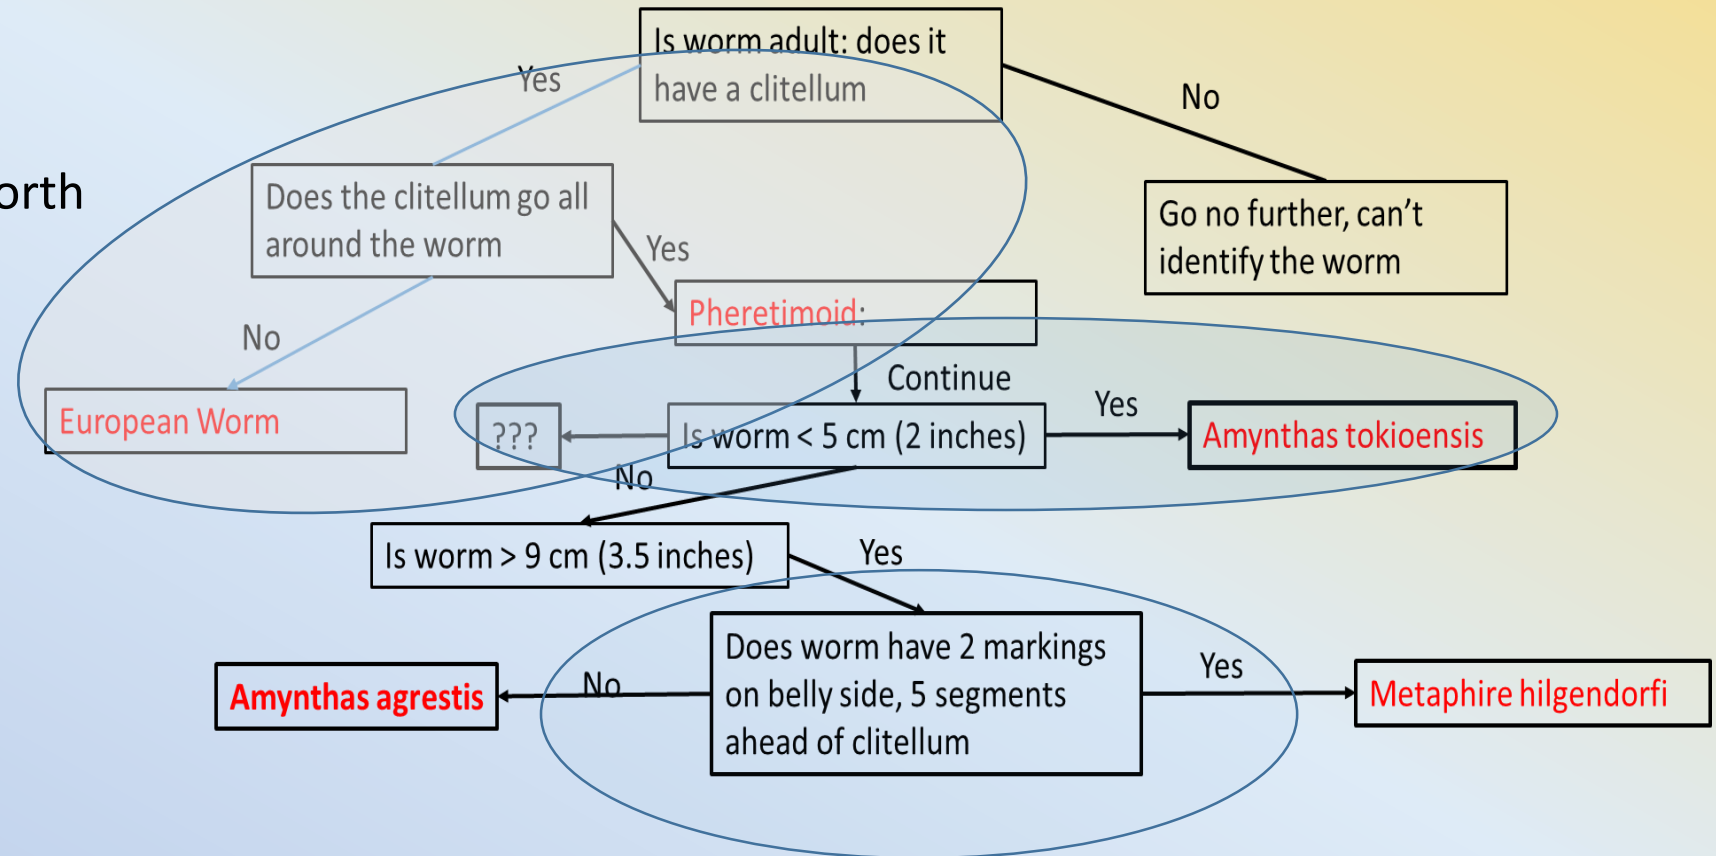 Is worm adult: does it
have a clitellum
Yes
No
orth
Does the clitellum go all
around the worm
Go no further, can't
identify the worm
Yes
Pheretimoid:
No
Continue
European Worm
???
Is worm < 5 cm (2 inches)
Yes
Amynthas tokioensis
No
Is worm > 9 cm (3.5 inches)
Yes
Does worm have 2 markings
on belly side, 5 segments
ahead of clitellum
No
Yes
Amynthas agrestis
Metaphire hilgendorfi